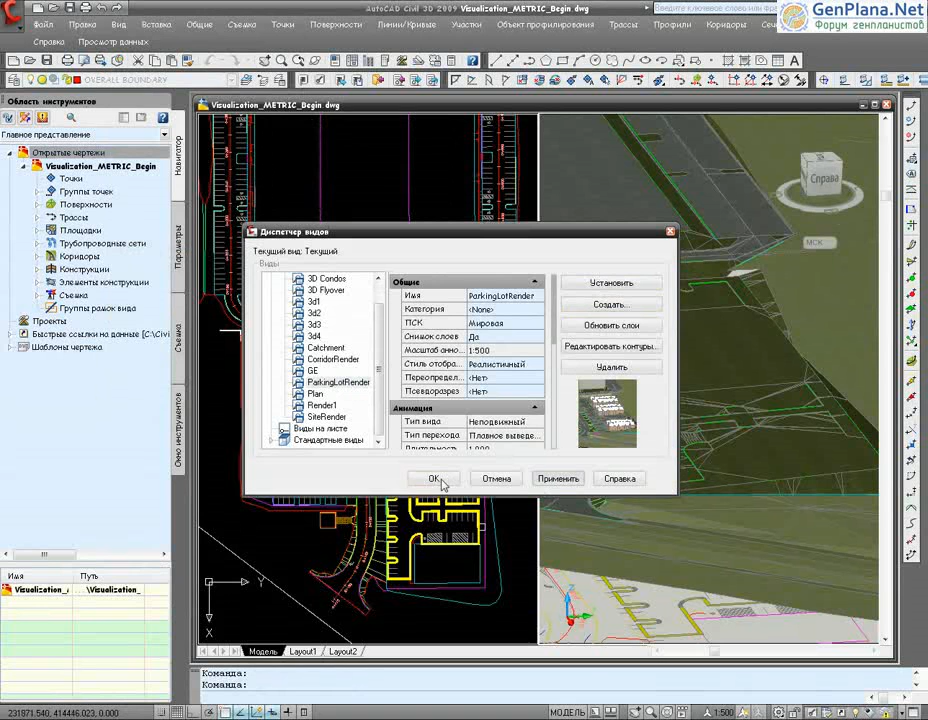 AutoCAD Civil 3D 2009 Visualization_METRIC_Begin dwg
Введите ключевое слово
GenPlana.Net
Форум генпланистов
Файл Правка Вид Вставка Общие Съемка Точки Поверхности Линии/Кривые Участки Объект профилирования Трассы Профили Коридоры
Справка Просмотр данных
OVERALL BOUNDARY
Область инструментов
Главное представление
Открытые чертежи
Visualization_METRIC_Begin
Точки
Группы точек
Поверхности
Трассы
Площадки
Трубопроводные сети
Коридоры
Конструкции
Элементы конструкции
Съемка
Группы рамок вида
Проекты
Быстрые ссылки на данные [C:\Civi
Шаблоны чертежа
Навигатор
Параметры
Съемка
Окно инструментов
Имя Путь
Visualization_ ...\Visualization_
Visualization_METRIC_Begin dwg
Справа
МСК
Диспетчер видов
Текущий вид: Текущий
Виды
3D Condos
3D Flyover
3d1
3d2
3d3
3d4
Catchment
CorridorRender
GE
ParkingLotRender
Plan
Render1
SiteRender
Виды на листе
Стандартные виды
Общие
Имя ParkingLotRender
Категория <None>
ПСК Мировая
Снимок слоев Да
Масштаб анно... 1:500
Стиль отобра... Реалистичный
Переопредел... <Нет>
Псевдоразрез <Нет>
Анимация
Тип вида Неподвижный
Тип перехода Плавное выведе...
Длительность 1.000
Установить
Создать...
Обновить слои
Редактировать контуры...
Удалить
OK Отмена Применить Справка
Y
X
Модель Layout1 Layout2
Команда:
Команда:
231871.540, 414446.023, 0.000
МОДЕЛЬ
1:500